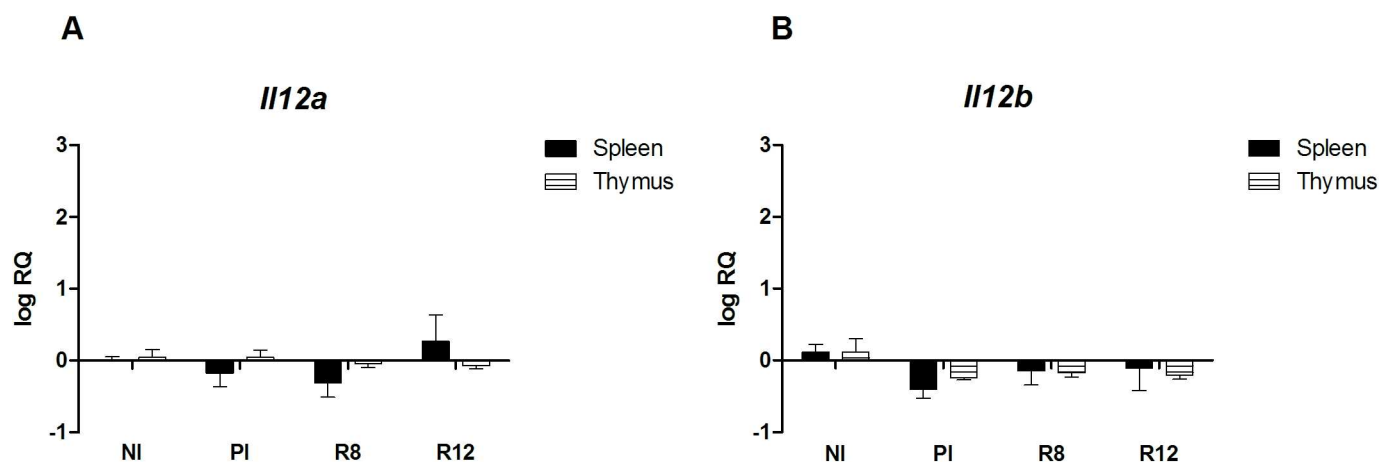 A
Il12a
3
2
1
0
-1
log RQ
NI PI R8 R12
Spleen
Thymus
B
Il12b
3
2
1
0
-1
log RQ
NI PI R8 R12
Spleen
Thymus